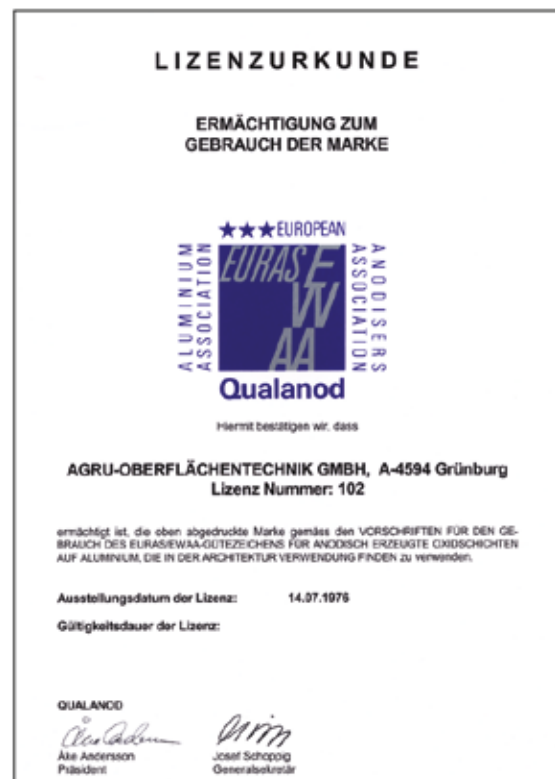 LIZENZURKUNDE
ERMÄCHTIGUNG ZUM
GEBRAUCH DER MARKE
★★★EUROPEAN
ALUMINIUM
ASSOCIATION
EURAS E
W
AA
ANODISERS
ASSOCIATION
Qualanod
Hiermit bestätigen wir, dass
AGRU-OBERFLÄCHENTECHNIK GMBH, A-4594 Grünburg
Lizenz Nummer: 102
ermächtigt ist, die oben abgedruckte Marke gemäss den VORSCHRIFTEN FÜR DEN GE-
BRAUCH DES EURAS/EWAA-GÜTEZEICHENS FÜR ANODISCH ERZEUGTE OXIDSCHICHTEN
AUF ALUMINIUM, DIE IN DER ARCHITEKTUR VERWENDUNG FINDEN zu verwenden.
Ausstellungsdatum der Lizenz: 14.07.1976
Gültigkeitsdauer der Lizenz:
QUALANOD
Åke Andersson
Präsident
Josef Schoppig
Generalsekretär